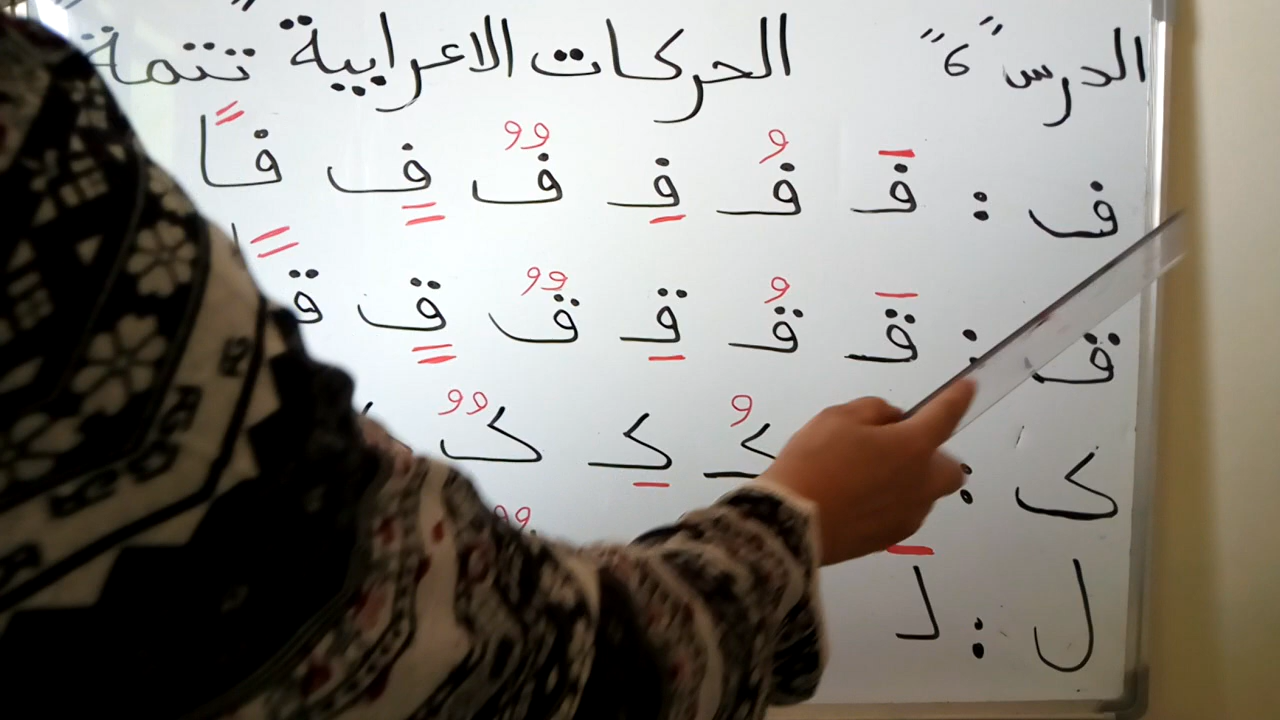 الدرس "6" الحركات الاعرابية "تتمة"
ف : فَ فُ فِ فٌ فٍ فًا
ق : قَ قُ قِ قٌ قٍ قً
ك : كُ كِ كٌ
ل : لَ